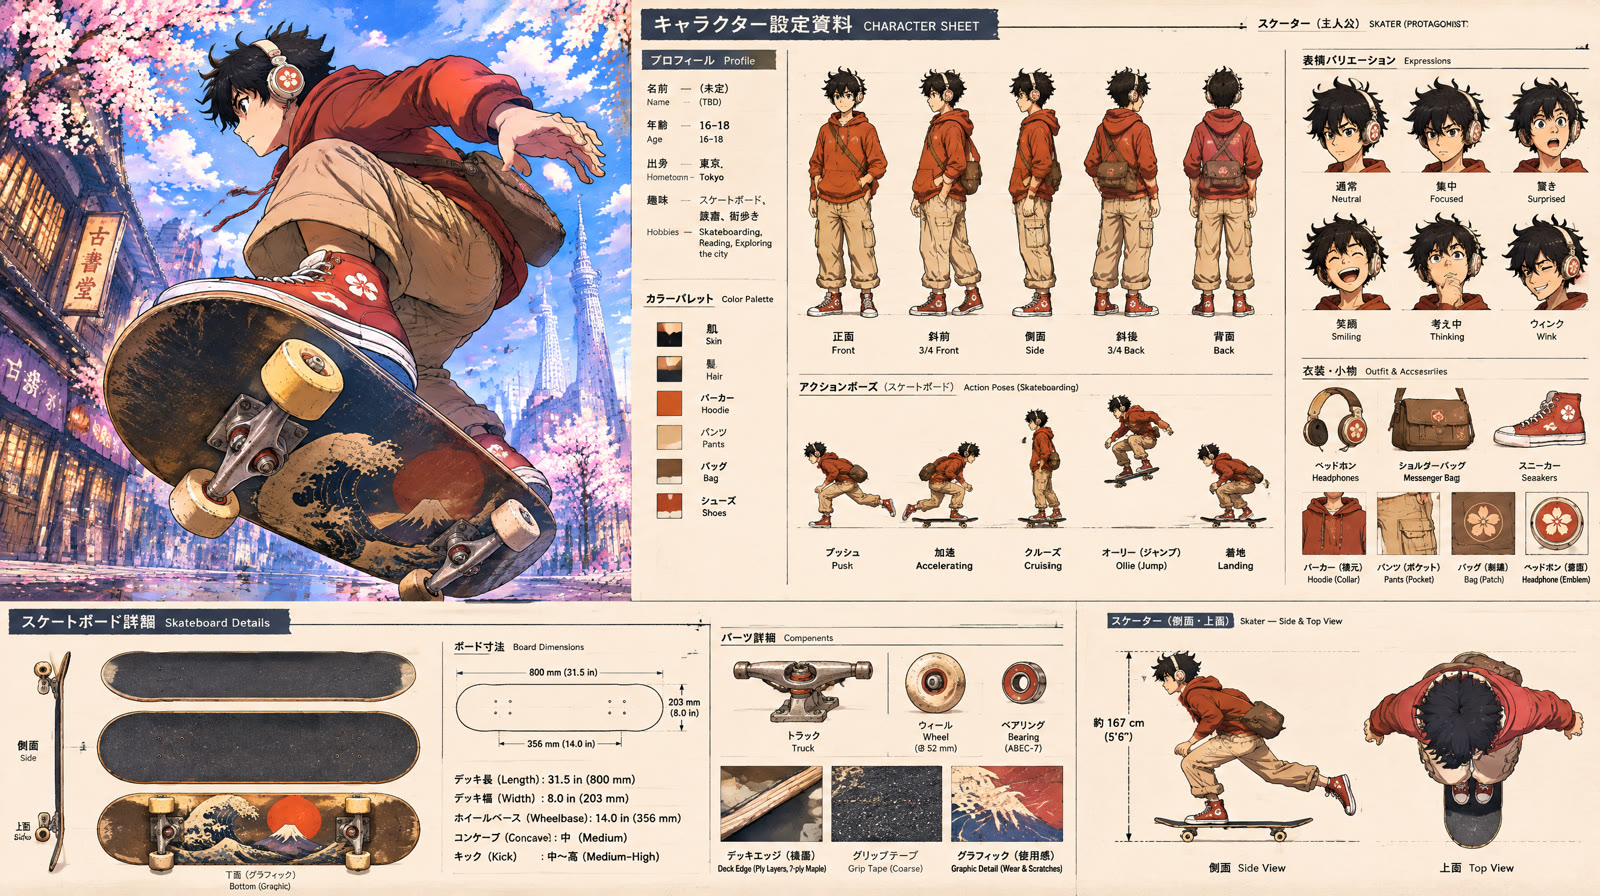 古書堂
キャラクター設定資料 CHARACTER SHEET
スケーター（主人公） SKATER (PROTAGONIST)
プロフィール Profile
名前 — （未定）
Name — (TBD)
年齢 — 16-18
Age 16-18
東京.
Hometown – Tokyo
趣味 — スケートボード、
街歩き
Hobbies — Skateboarding,
Reading, Exploring
the city
カラーパレット Color Palette
肌
Skin
髪
Hair
パーカー
Hoodie
パンツ
Pants
バッグ
Bag
シューズ
Shoes
正面
Front
斜前
3/4 Front
側面
Side
斜後
3/4 Back
背面
Back
アクションポーズ（スケートボード） Action Poses (Skateboarding)
プッシュ
Push
加速
Accelerating
クルーズ
Cruising
オーリー（ジャンプ）
Ollie (Jump)
着地
Landing
バリエーション Expressions
通常
Neutral
集中
Focused
驚き
Surprised
Smiling
考え中
Thinking
ウィンク
Wink
衣装・小物 Outfit & Accsesriies
ヘッドホン
Headphones
ショルダーバッグ
Messenger Bag
スニーカー
Seaakers
パーカー
Hoodie (Collar)
パンツ（ポケット）
Pants (Pocket)
バッグ
Bag (Patch)
ヘッドホン
Headphone (Emblem)
スケートボード詳細 Skateboard Details
側面
Side
上面
下面（グラフィック）
Bottom (Graphic)
ボード寸法 Board Dimensions
800 mm (31.5 in)
203 mm
(8.0 in)
356 mm (14.0 in)
デッキ長（Length）: 31.5 in (800 mm)
デッキ幅（Width）: 8.0 in (203 mm)
ホイールベース（Wheelbase）: 14.0 in (356 mm)
コンケーブ（Concave）: 中（Medium）
キック（Kick） : 中〜高（Medium-High）
パーツ詳細 Compenents
トラック
Truck
ウィール
Wheel
(Ø 52 mm)
ベアリング
Bearing
(ABEC-7)
デッキエッジ
Deck Edge (Ply Layers, 7-ply Maple)
グリップテープ
Grip Tape (Coarse)
グラフィック（使用感）
Graphic Detail (Wear & Scratches)
スケーター（側面・上面） Skater — Side & Top View
約 167 cm
(5'6")
側面 Side View
上面 Top View